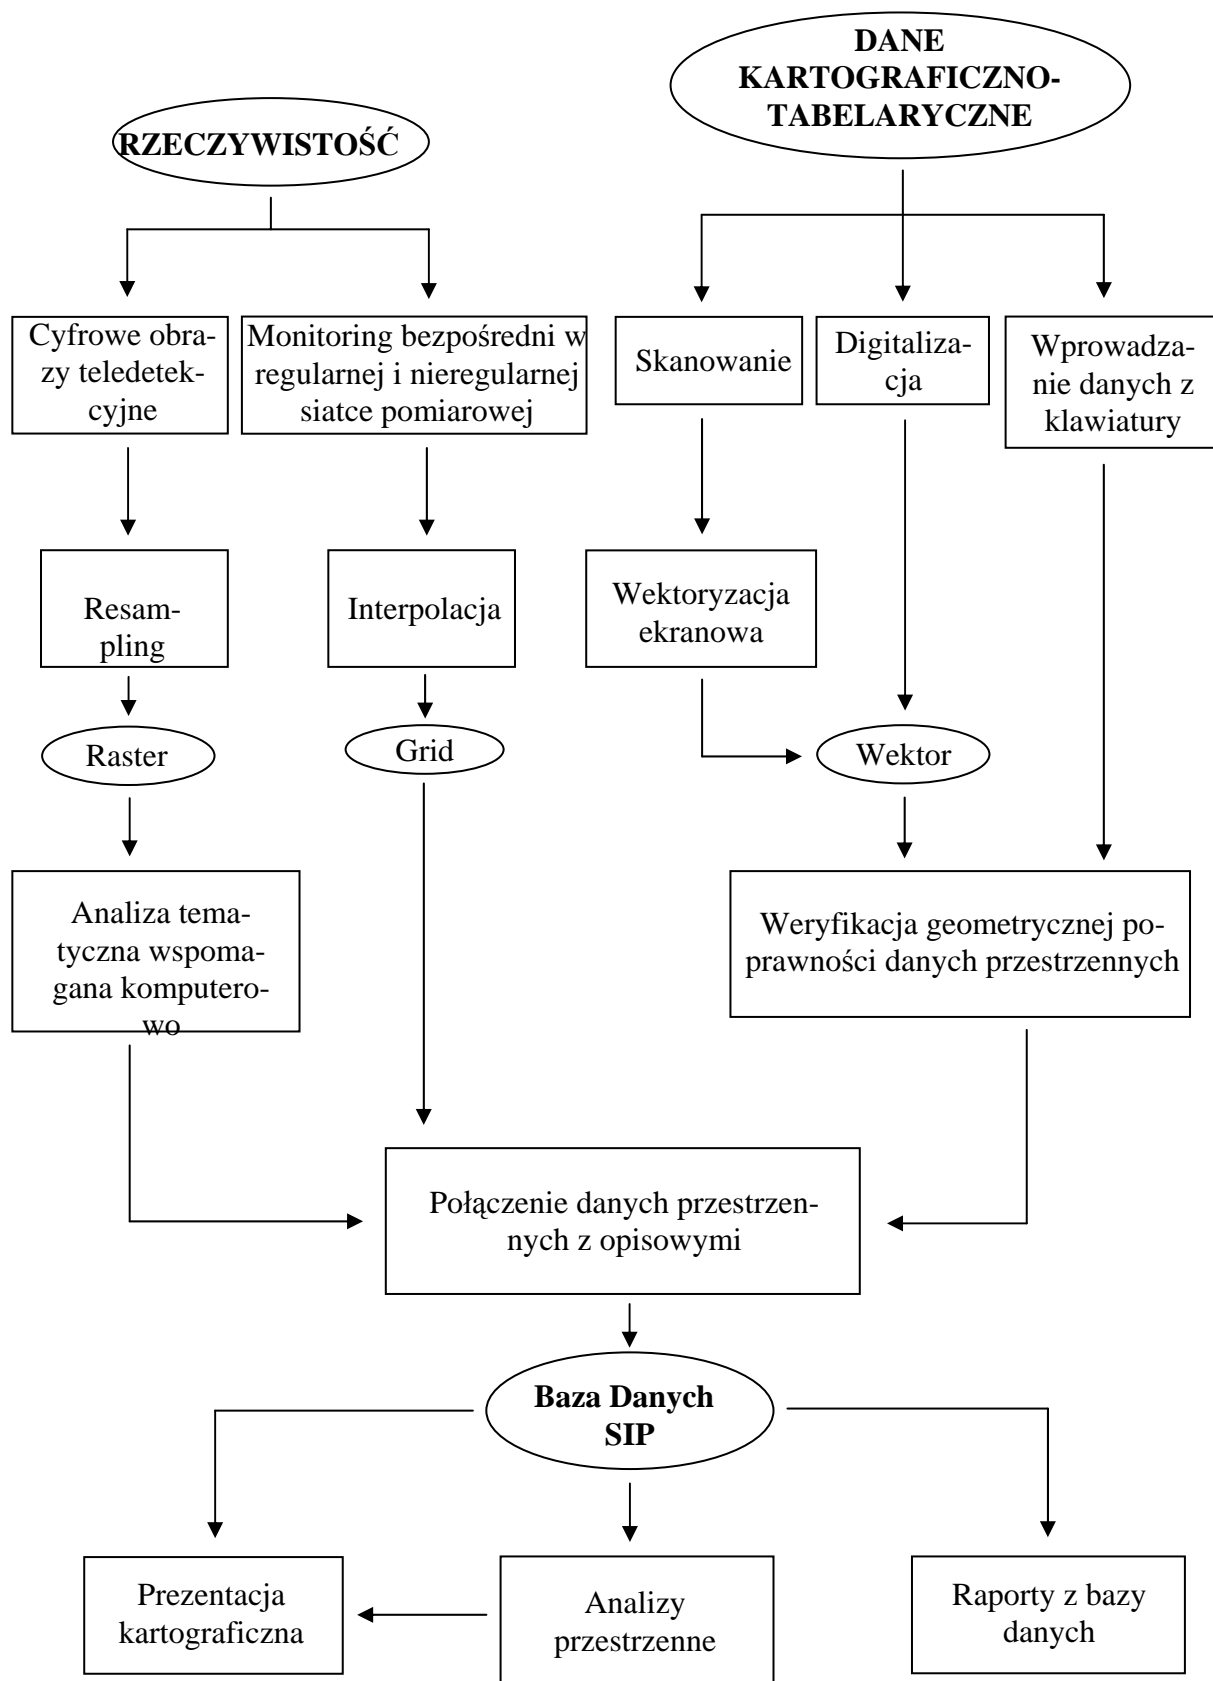 DANE
KARTOGRAFICZNO-
TABELARYCZNE
RZECZYWISTOŚĆ
Cyfrowe obra-
zy teledetek-
cyjne
Monitoring bezpośredni w
regularnej i nieregularnej
siatce pomiarowej
Skanowanie
Digitaliza-
cja
Wprowadza-
nie danych z
klawiatury
Resam-
pling
Interpolacja
Wektoryzacja
ekranowa
Raster
Grid
Wektor
Analiza tema-
tyczna wspoma-
gana komputero-
wo
Weryfikacja geometrycznej po-
prawności danych przestrzennych
Połączenie danych przestrzen-
nych z opisowymi
Baza Danych
SIP
Prezentacja
kartograficzna
Analizy
przestrzenne
Raporty z bazy
danych